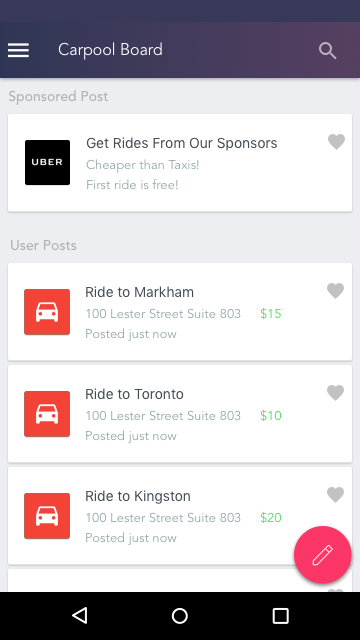 Carpool Board
Sponsored Post
UBER
Get Rides From Our Sponsors
Cheaper than Taxis!
First ride is free!
User Posts
Ride to Markham
100 Lester Street Suite 803 $15
Posted just now
Ride to Toronto
100 Lester Street Suite 803 $10
Posted just now
Ride to Kingston
100 Lester Street Suite 803 $20
Posted just now